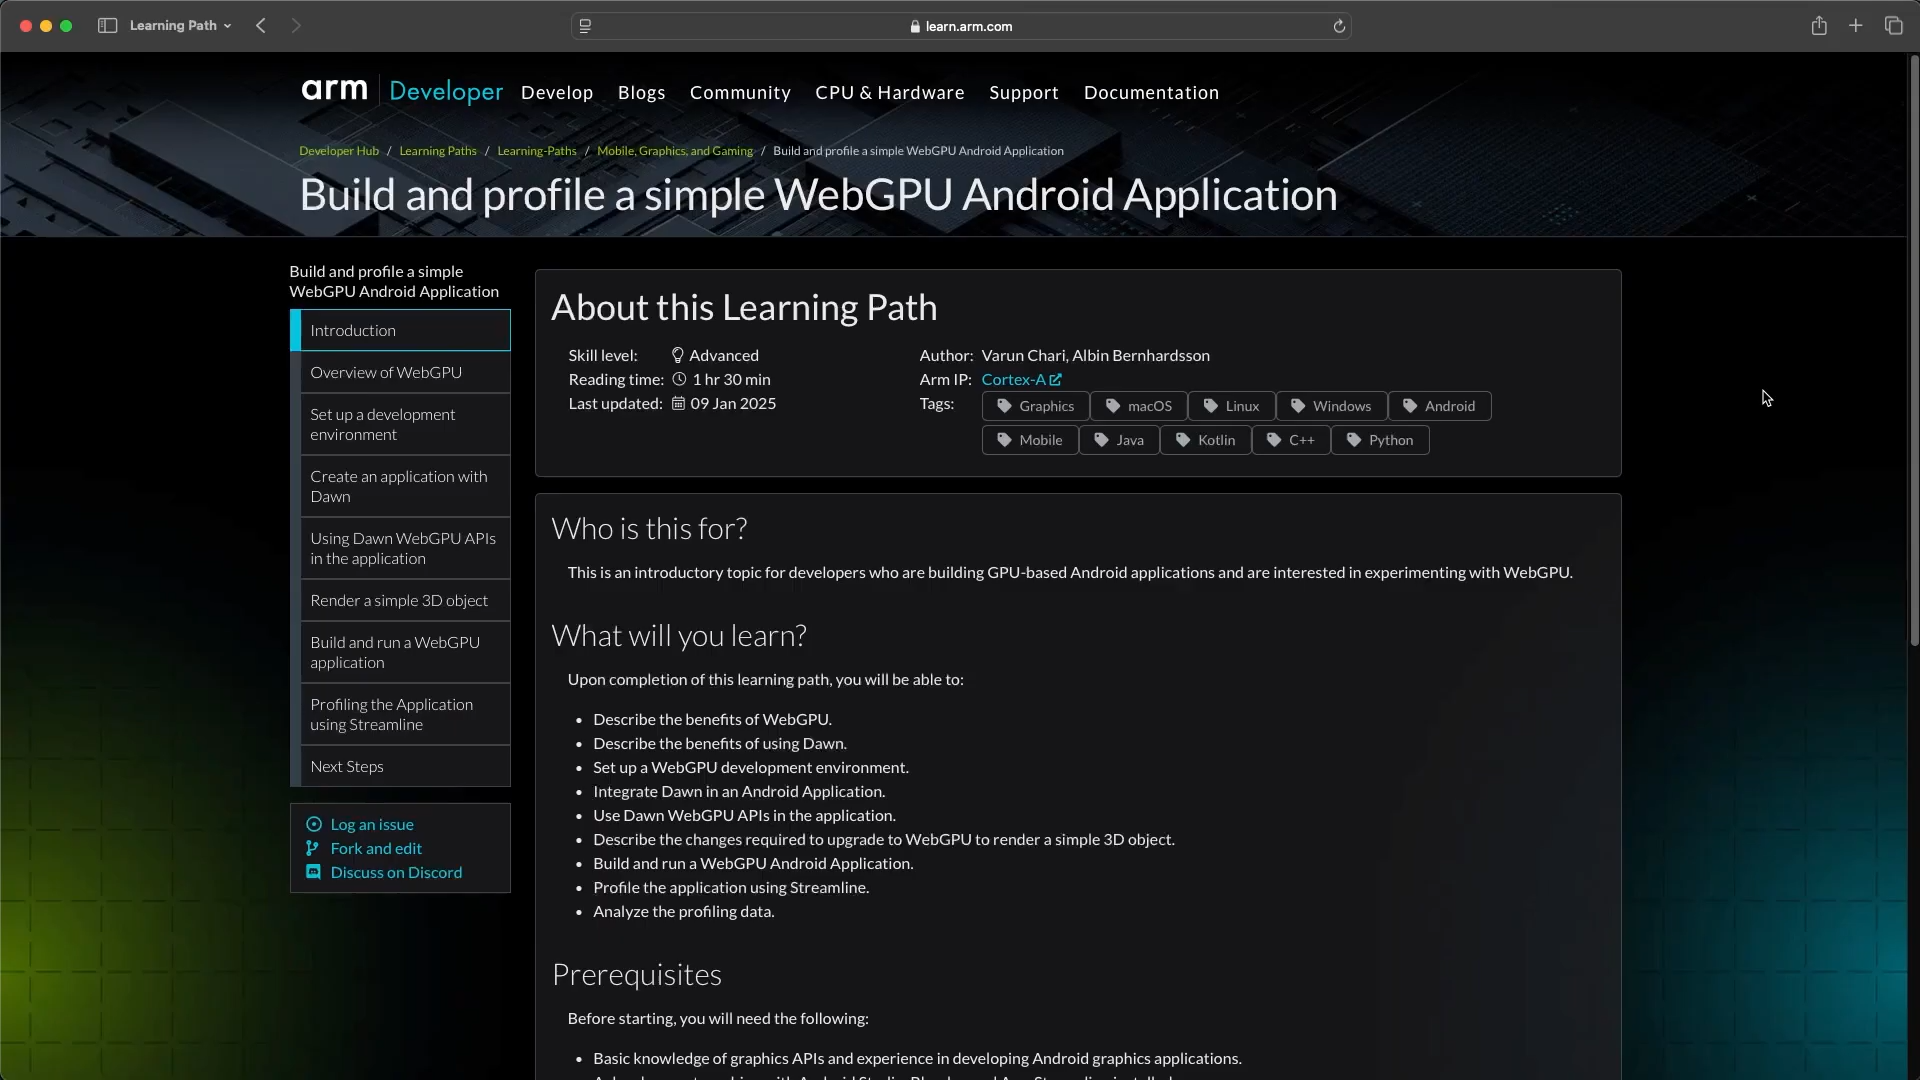 Learning Path
learn.arm.com
arm Developer
Develop
Blogs
Community
CPU & Hardware
Support
Documentation
Developer Hub / Learning Paths / Learning-Paths / Mobile, Graphics, and Gaming / Build and profile a simple WebGPU Android Application
Build and profile a simple WebGPU Android Application
Build and profile a simple
WebGPU Android Application
Introduction
Overview of WebGPU
Set up a development
environment
Create an application with
Dawn
Using Dawn WebGPU APIs
in the application
Render a simple 3D object
Build and run a WebGPU
application
Profiling the Application
using Streamline
Next Steps
Log an issue
Fork and edit
Discuss on Discord
About this Learning Path
Skill level: Advanced
Reading time: 1 hr 30 min
Last updated: 09 Jan 2025
Author: Varun Chari, Albin Bernhardsson
Arm IP: Cortex-A
Tags: Graphics macOS Linux Windows Android
Mobile Java Kotlin C++ Python
Who is this for?
This is an introductory topic for developers who are building GPU-based Android applications and are interested in experimenting with WebGPU.
What will you learn?
Upon completion of this learning path, you will be able to:
• Describe the benefits of WebGPU.
• Describe the benefits of using Dawn.
• Set up a WebGPU development environment.
• Integrate Dawn in an Android Application.
• Use Dawn WebGPU APIs in the application.
• Describe the changes required to upgrade to WebGPU to render a simple 3D object.
• Build and run a WebGPU Android Application.
• Profile the application using Streamline.
• Analyze the profiling data.
Prerequisites
Before starting, you will need the following:
• Basic knowledge of graphics APIs and experience in developing Android graphics applications.